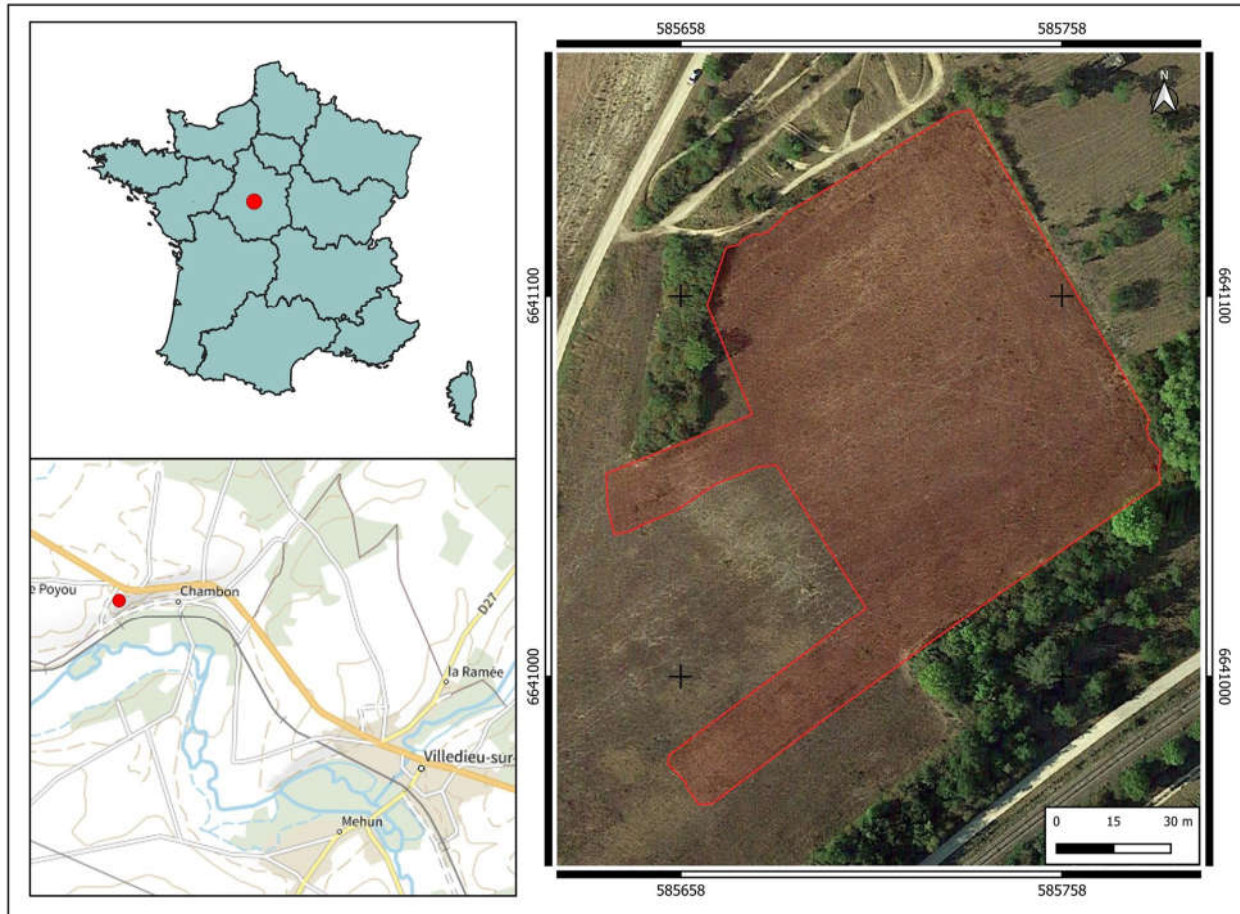 585658
585758
N
6641100
6641100
e Poyou
Chambon
D27
la Ramée
6641000
6641000
Villedieu-sur-
Mehun
0 15 30 m
585658
585758